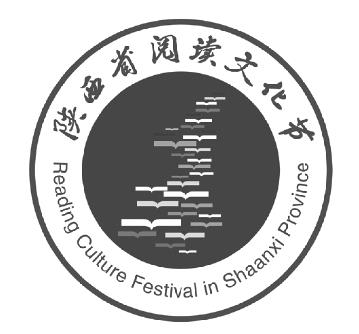 陕西省阅读文化节
Reading Culture Festival in Shaanxi Province